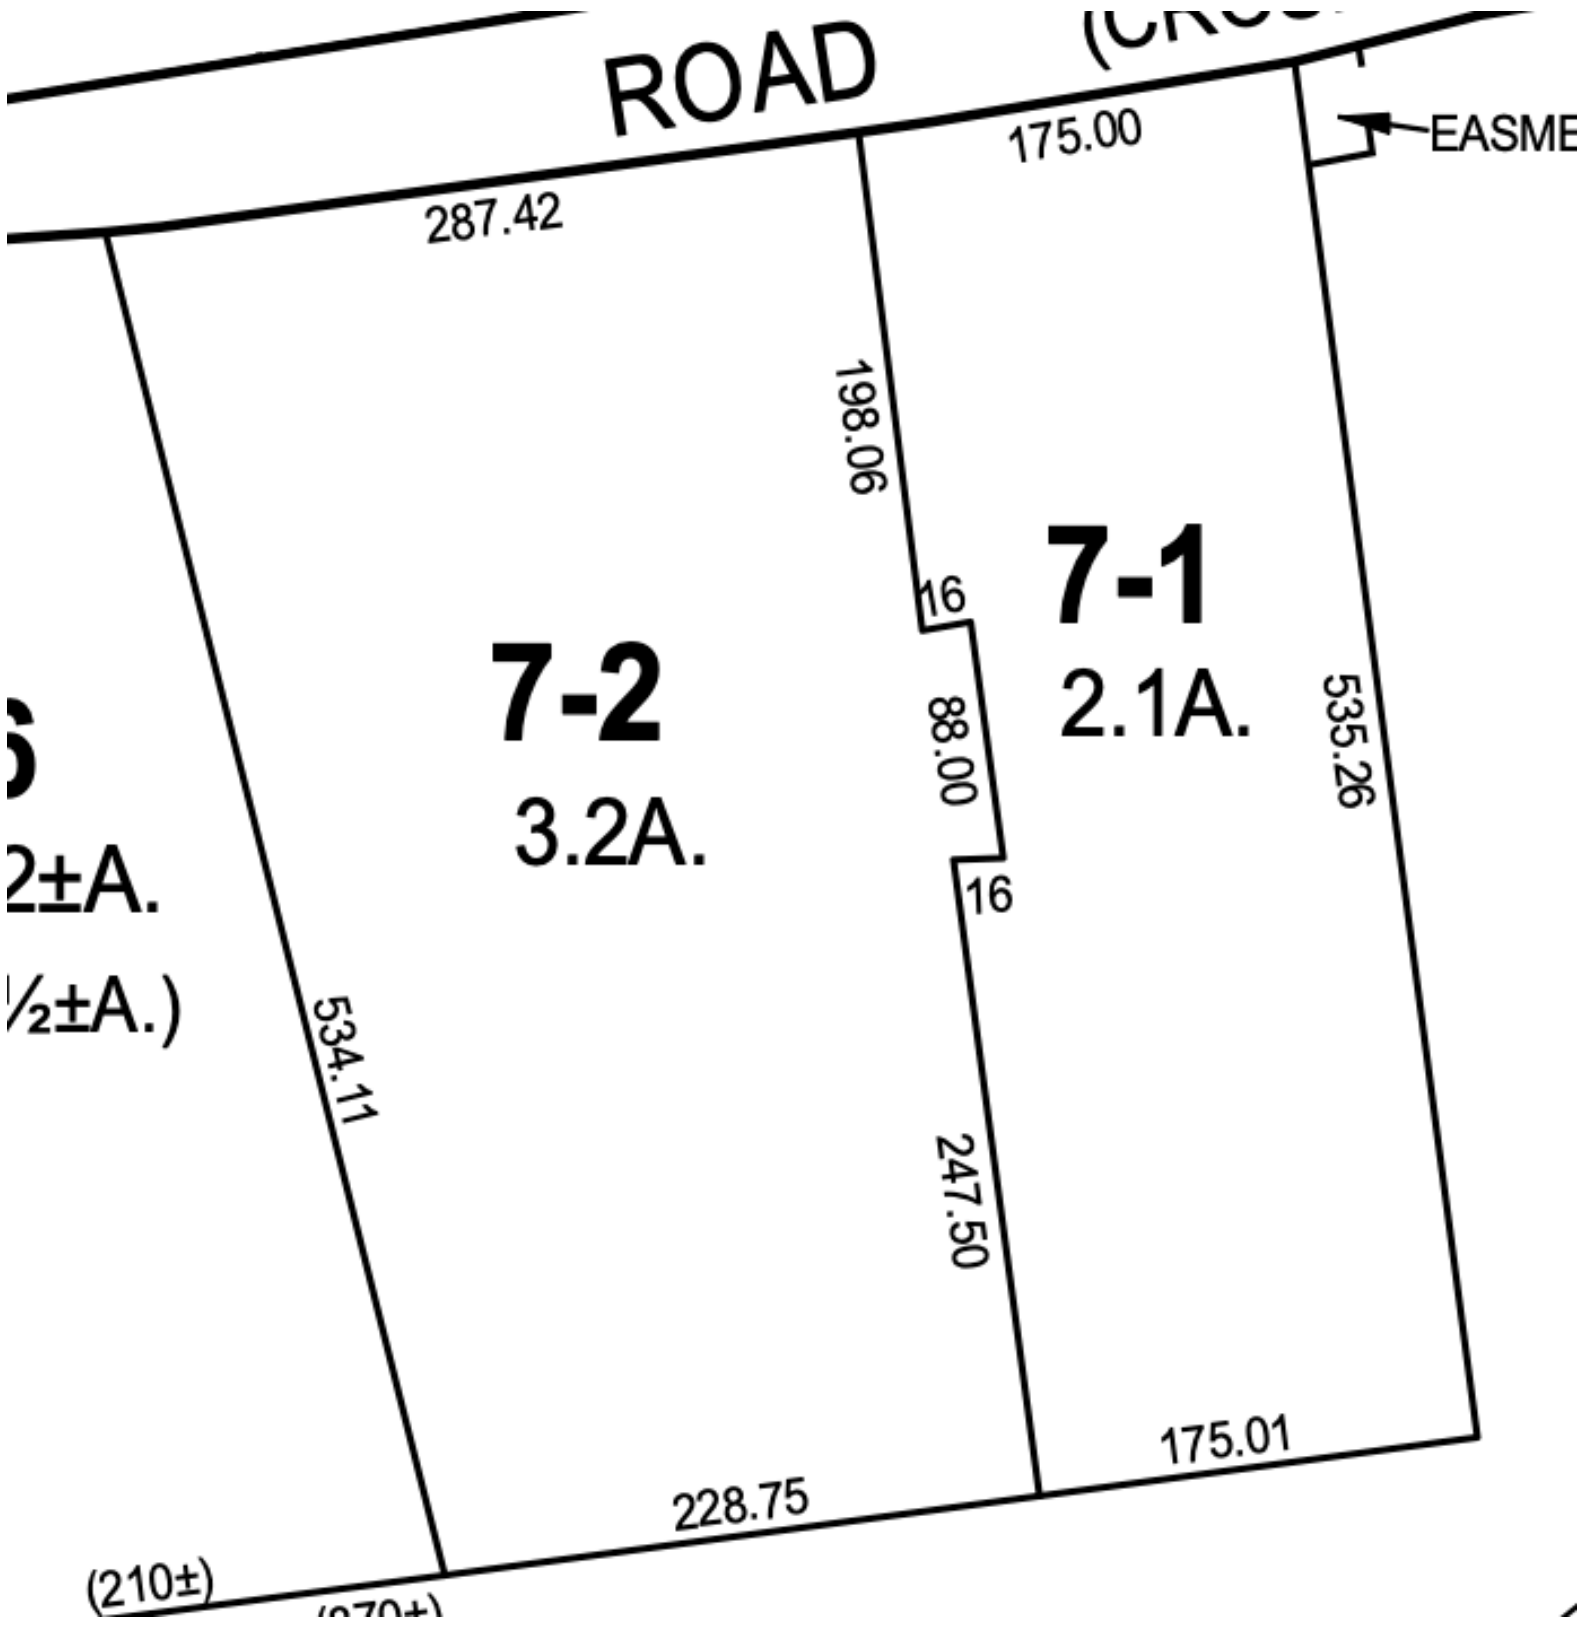 ROAD
175.00
EASME
287.42
198.06
16
7-1
2.1A.
7-2
3.2A.
88.00
535.26
16
2±A.
½±A.)
534.11
247.50
175.01
228.75
(210±)